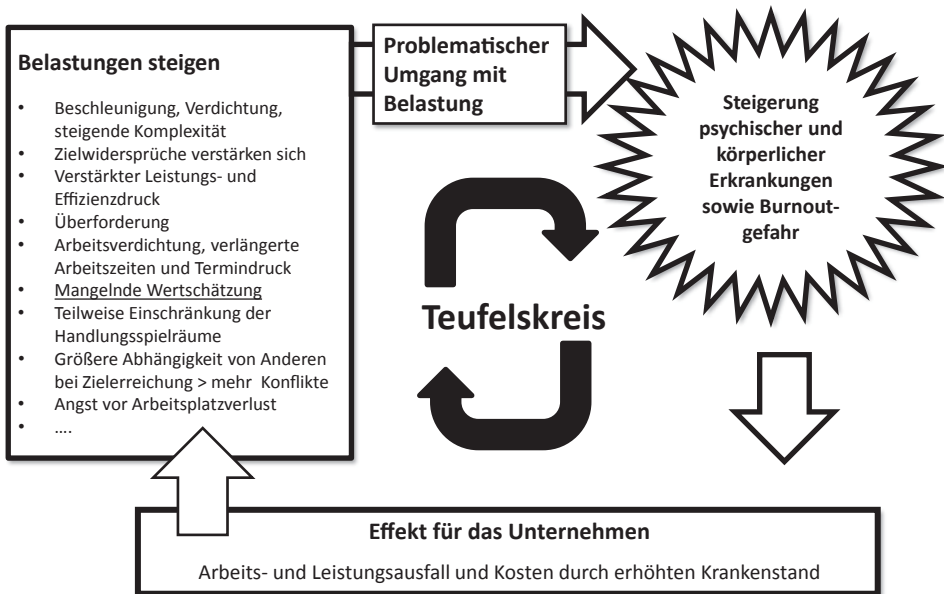 Belastungen steigen
• Beschleunigung, Verdichtung,
steigende Komplexität
• Zielwidersprüche verstärken sich
• Verstärkter Leistungs- und
Effizienzdruck
• Überforderung
• Arbeitsverdichtung, verlängerte
Arbeitszeiten und Termindruck
• Mangelnde Wertschätzung
• Teilweise Einschränkung der
Handlungsspielräume
• Größere Abhängigkeit von Anderen
bei Zielerreichung > mehr Konflikte
• Angst vor Arbeitsplatzverlust
• ....
Problematischer
Umgang mit
Belastung
Steigerung
psychischer und
körperlicher
Erkrankungen
sowie Burnout-
gefahr
Teufelskreis
Effekt für das Unternehmen
Arbeits- und Leistungsausfall und Kosten durch erhöhten Krankenstand